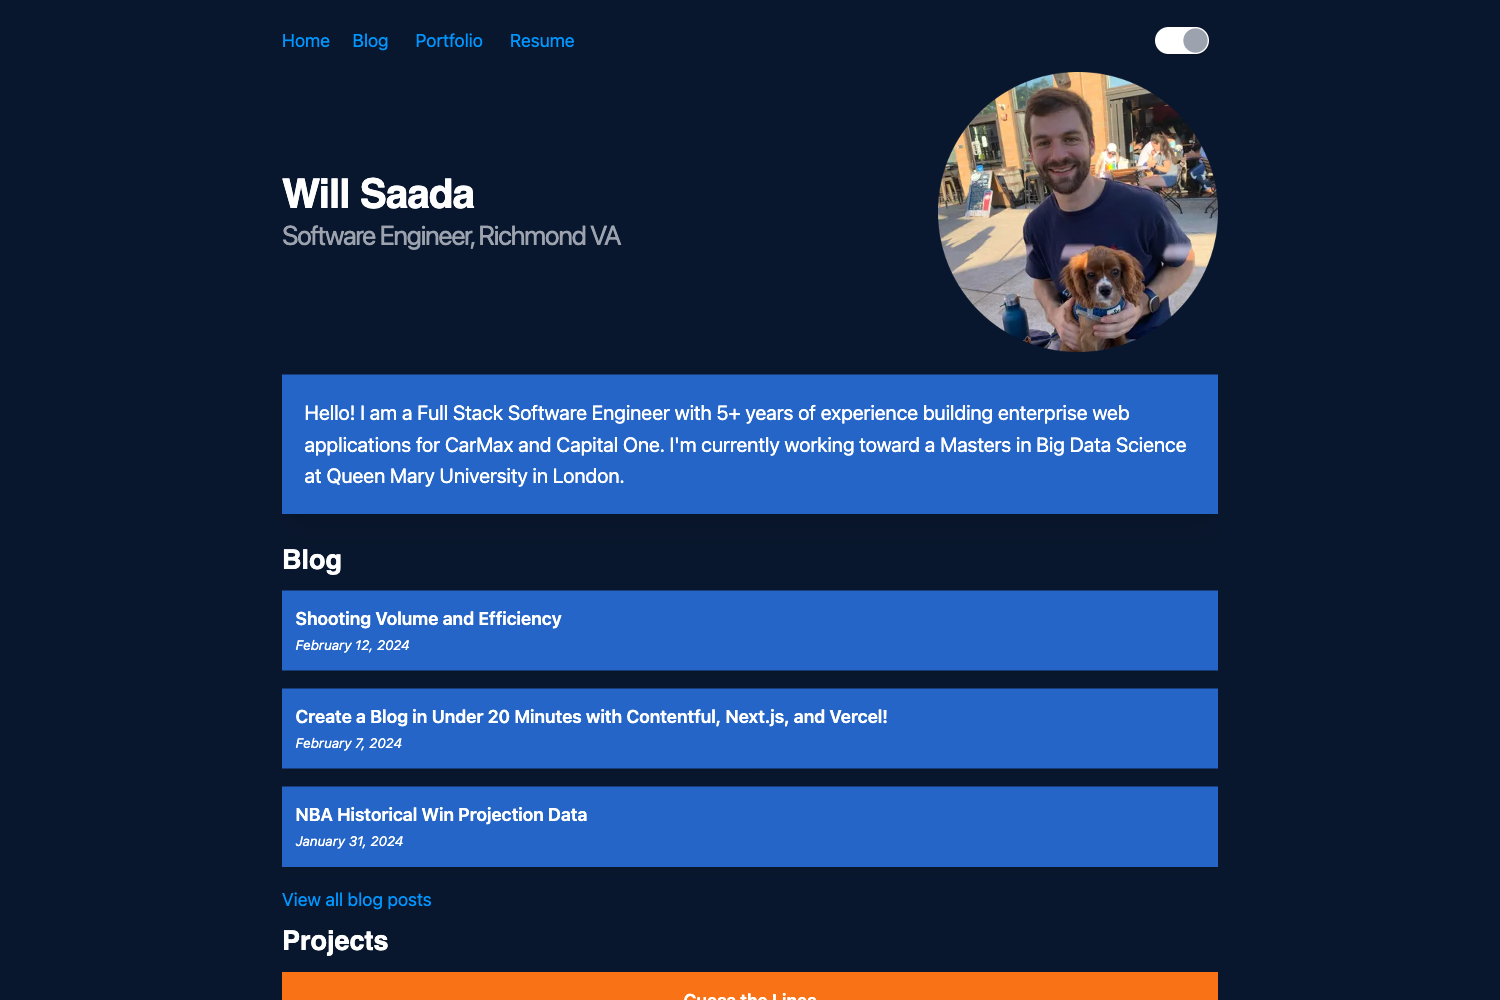 Home Blog Portfolio Resume
Will Saada
Software Engineer, Richmond VA
Hello! I am a Full Stack Software Engineer with 5+ years of experience building enterprise web
applications for CarMax and Capital One. I'm currently working toward a Masters in Big Data Science
at Queen Mary University in London.
Blog
Shooting Volume and Efficiency
February 12, 2024
Create a Blog in Under 20 Minutes with Contentful, Next.js, and Vercel!
February 7, 2024
NBA Historical Win Projection Data
January 31, 2024
View all blog posts
Projects
Guess the Lines